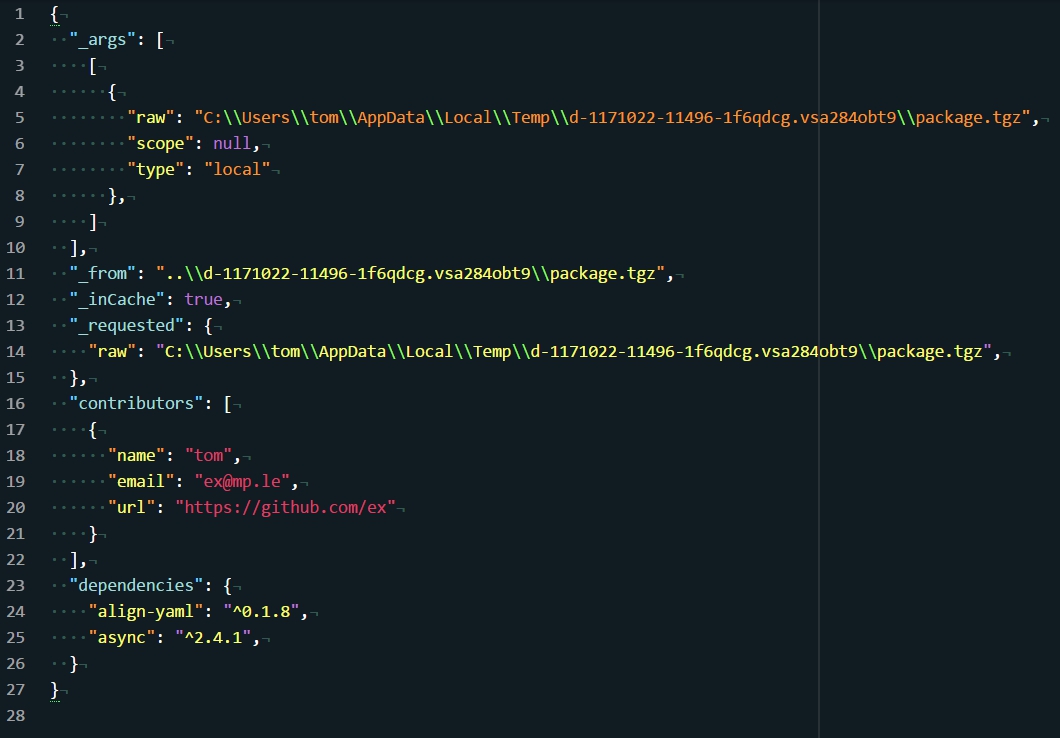 1 {
2   "_args": [
3     [
4       {
5         "raw": "C:\\Users\\tom\\AppData\\Local\\Temp\\d-1171022-11496-1f6qdcg.vsa284obt9\\package.tgz",
6         "scope": null,
7         "type": "local"
8       },
9     ]
10   ],
11   "_from": "..\\d-1171022-11496-1f6qdcg.vsa284obt9\\package.tgz",
12   "_inCache": true,
13   "_requested": {
14     "raw": "C:\\Users\\tom\\AppData\\Local\\Temp\\d-1171022-11496-1f6qdcg.vsa284obt9\\package.tgz",
15   },
16   "contributors": [
17     {
18       "name": "tom",
19       "email": "ex@mp.le",
20       "url": "https://github.com/ex"
21     }
22   ],
23   "dependencies": {
24     "align-yaml": "^0.1.8",
25     "async": "^2.4.1",
26   }
27 }
28